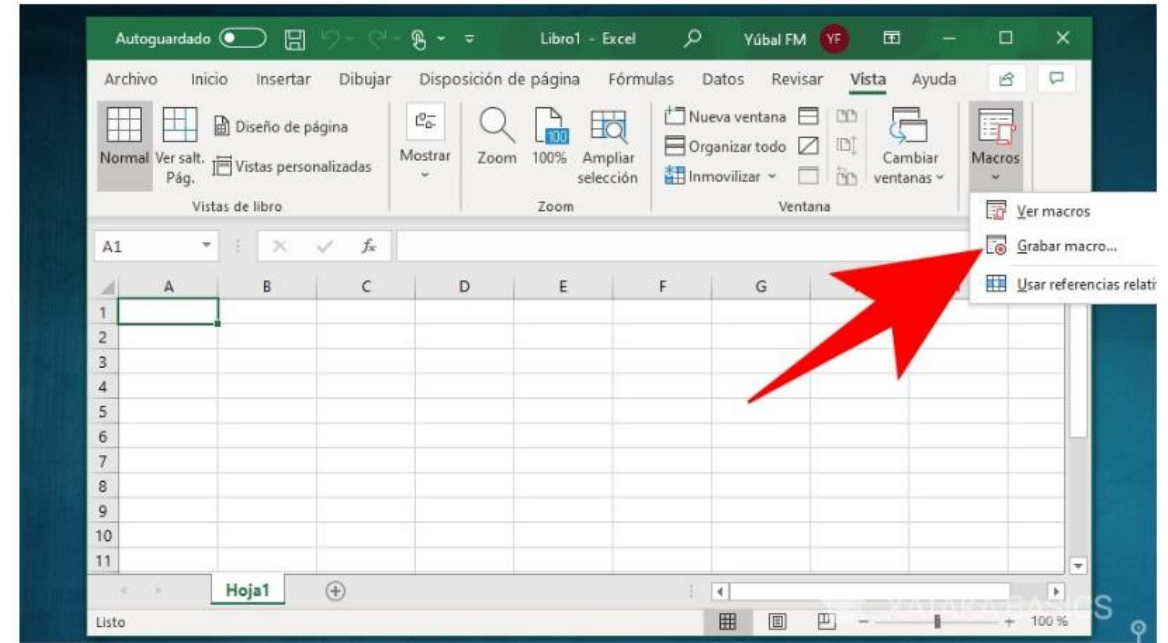 Autoguardado Libro1 - Excel Yúbal FM YF
Archivo Inicio Insertar Dibujar Disposición de página Fórmulas Datos Revisar Vista Ayuda
Normal
Ver salt. Pág.
Diseño de página
Vistas personalizadas
Vistas de libro
Mostrar
Zoom
100
100%
Ampliar selección
Zoom
Nueva ventana
Organizar todo
Inmovilizar
Cambiar ventanas
Ventana
Macros
Ver macros
Grabar macro...
Usar referencias relati
A1 fx
A B C D E F G
1
2
3
4
5
6
7
8
9
10
11
Hoja1
Listo 100 %
XATAKA BASICS